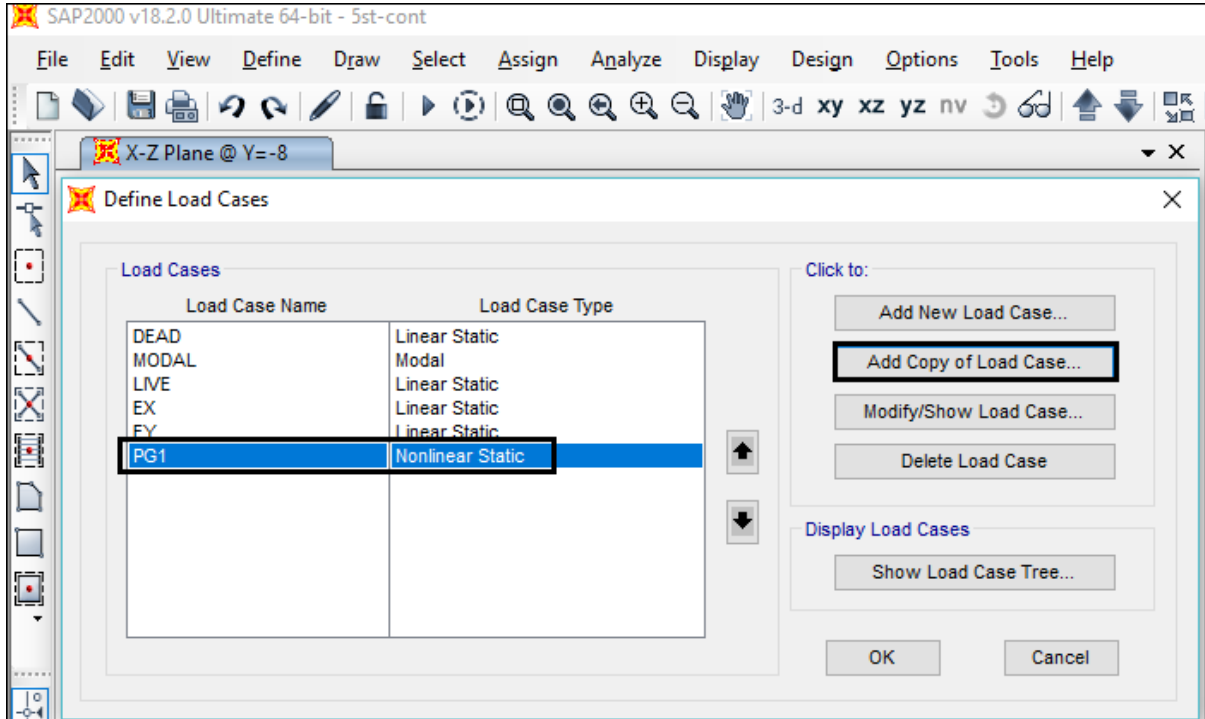 SAP2000 v18.2.0 Ultimate 64-bit - 5st-cont
File Edit View Define Draw Select Assign Analyze Display Design Options Tools Help
3-d xy xz yz nv
X-Z Plane @ Y=-8
Define Load Cases
Load Cases
Load Case Name Load Case Type
DEAD Linear Static
MODAL Modal
LIVE Linear Static
EX Linear Static
EY Linear Static
PG1 Nonlinear Static
Click to:
Add New Load Case...
Add Copy of Load Case...
Modify/Show Load Case...
Delete Load Case
Display Load Cases
Show Load Case Tree...
OK Cancel